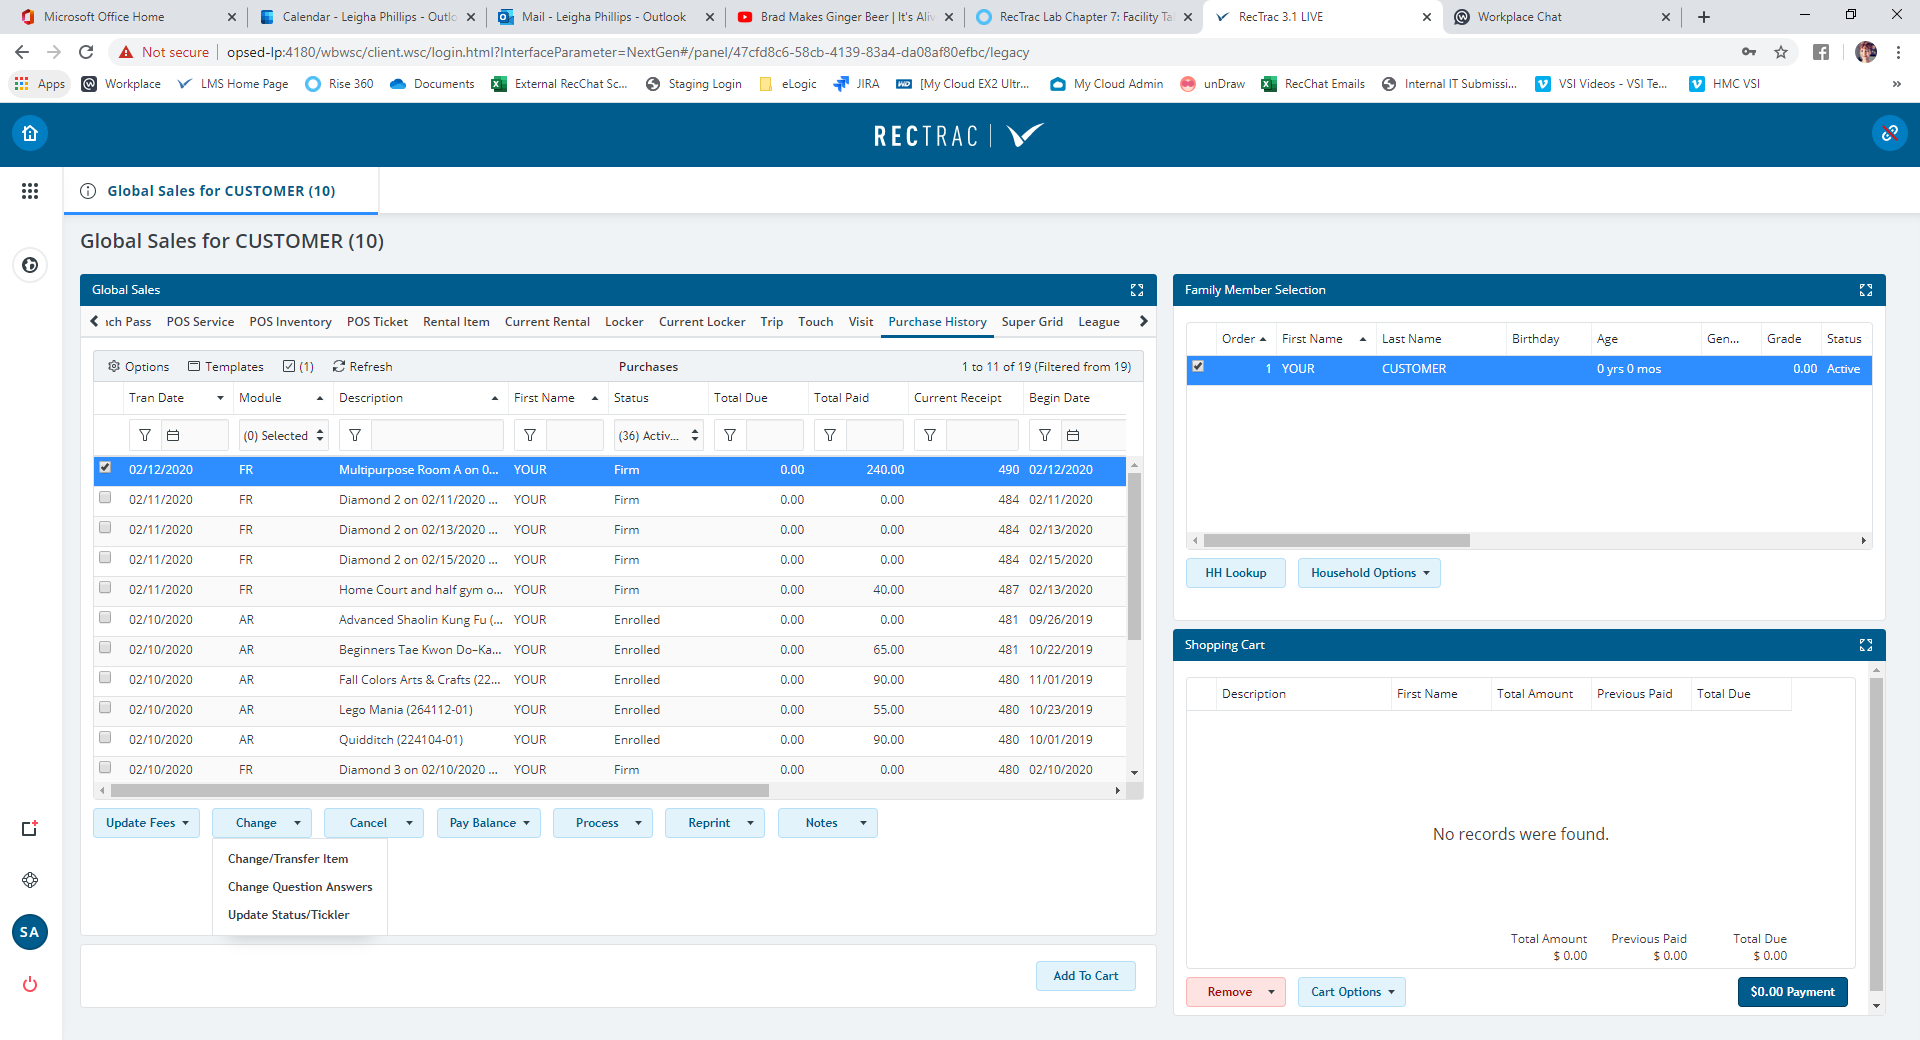 Microsoft Office Home
Calendar - Leigha Phillips - Outlo
Mail - Leigha Phillips - Outlook
Brad Makes Ginger Beer | It's Aliv
RecTrac Lab Chapter 7: Facility Ta
RecTrac 3.1 LIVE
Workplace Chat
Not secure
opsed-lp:4180/wbwsc/client.wsc/login.html?InterfaceParameter=NextGen#/panel/47cfd8c6-58cb-4139-83a4-da08af80efbc/legacy
Apps
Workplace
LMS Home Page
Rise 360
Documents
External RecChat Sc...
Staging Login
eLogic
JIRA
[My Cloud EX2 Ultr...
My Cloud Admin
unDraw
RecChat Emails
Internal IT Submissi...
VSI Videos - VSI Te...
HMC VSI
»
RECTRAC
Global Sales for CUSTOMER (10)
Global Sales for CUSTOMER (10)
Global Sales
nch Pass POS Service POS Inventory POS Ticket Rental Item Current Rental Locker Current Locker Trip Touch Visit Purchase History Super Grid League
Options Templates (1) Refresh Purchases 1 to 11 of 19 (Filtered from 19)
Tran Date Module Description First Name Status Total Due Total Paid Current Receipt Begin Date
(0) Selected (36) Activ...
02/12/2020 FR Multipurpose Room A on 0... YOUR Firm 0.00 240.00 490 02/12/2020
02/11/2020 FR Diamond 2 on 02/11/2020 ... YOUR Firm 0.00 0.00 484 02/11/2020
02/11/2020 FR Diamond 2 on 02/13/2020 ... YOUR Firm 0.00 0.00 484 02/13/2020
02/11/2020 FR Diamond 2 on 02/15/2020 ... YOUR Firm 0.00 0.00 484 02/15/2020
02/11/2020 FR Home Court and half gym o... YOUR Firm 0.00 40.00 487 02/13/2020
02/10/2020 AR Advanced Shaolin Kung Fu (... YOUR Enrolled 0.00 0.00 481 09/26/2019
02/10/2020 AR Beginners Tae Kwon Do-Ka... YOUR Enrolled 0.00 65.00 481 10/22/2019
02/10/2020 AR Fall Colors Arts & Crafts (22... YOUR Enrolled 0.00 90.00 480 11/01/2019
02/10/2020 AR Lego Mania (264112-01) YOUR Enrolled 0.00 55.00 480 10/23/2019
02/10/2020 AR Quidditch (224104-01) YOUR Enrolled 0.00 90.00 480 10/01/2019
02/10/2020 FR Diamond 3 on 02/10/2020 ... YOUR Firm 0.00 0.00 480 02/10/2020
Update Fees Change Cancel Pay Balance Process Reprint Notes
Change/Transfer Item
Change Question Answers
Update Status/Tickler
SA
Add To Cart
Family Member Selection
Order First Name Last Name Birthday Age Gen... Grade Status
1 YOUR CUSTOMER 0 yrs 0 mos 0.00 Active
HH Lookup Household Options
Shopping Cart
Description First Name Total Amount Previous Paid Total Due
No records were found.
Total Amount Previous Paid Total Due
$ 0.00 $ 0.00 $ 0.00
Remove Cart Options $0.00 Payment